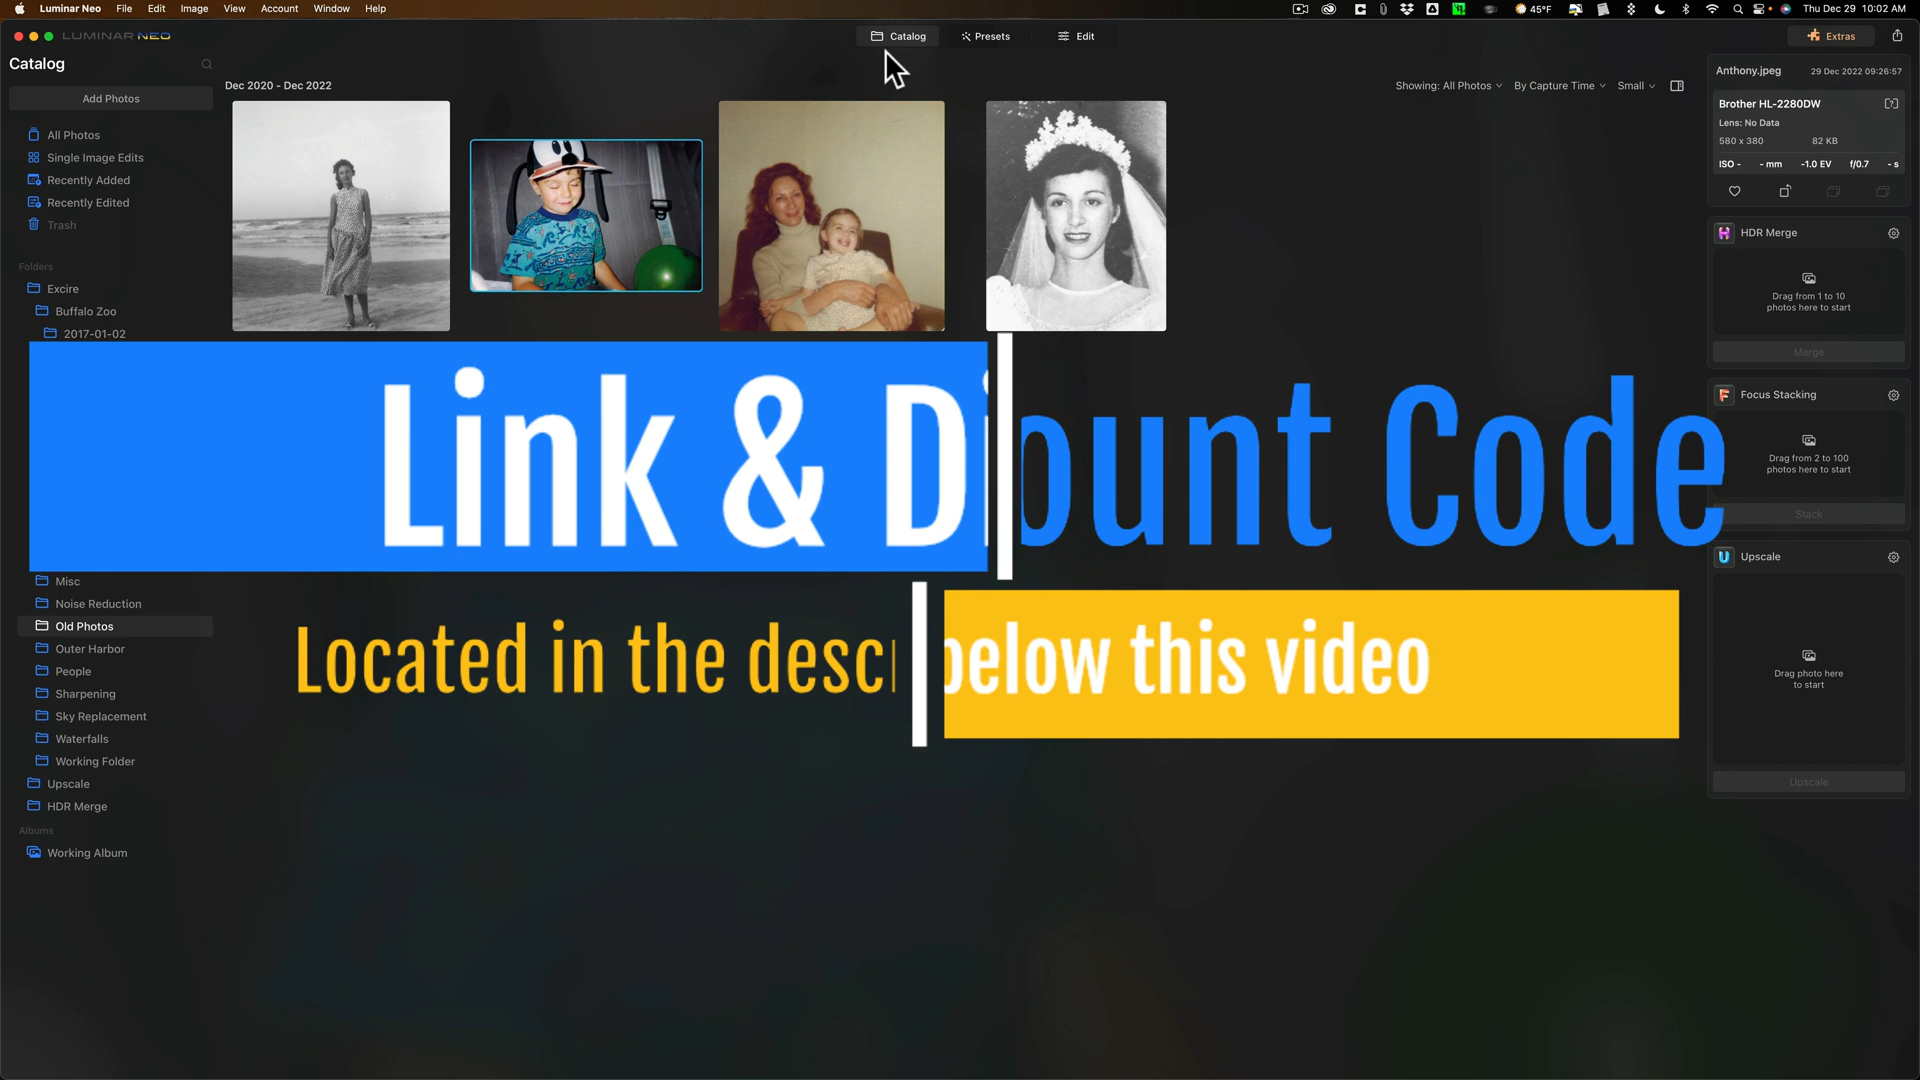 Luminar Neo File Edit Image View Account Window Help
45°F Thu Dec 29 10:02 AM
LUMINAR NEO
Catalog Presets Edit
Extras
Catalog
Add Photos
All Photos
Single Image Edits
Recently Added
Recently Edited
Trash
Folders
Excire
Buffalo Zoo
2017-01-02
Misc
Noise Reduction
Old Photos
Outer Harbor
People
Sharpening
Sky Replacement
Waterfalls
Working Folder
Upscale
HDR Merge
Albums
Working Album
Dec 2020 - Dec 2022
Showing: All Photos By Capture Time Small
Link & Di ount Code
Located in the desc below this video
Anthony.jpeg 29 Dec 2022 09:26:57
Brother HL-2280DW
Lens: No Data
580 x 380 82 KB
ISO - - mm -1.0 EV f/0.7 - s
HDR Merge
Drag from 1 to 10
photos here to start
Merge
Focus Stacking
Drag from 2 to 100
photos here to start
Stack
Upscale
Drag photo here
to start
Upscale